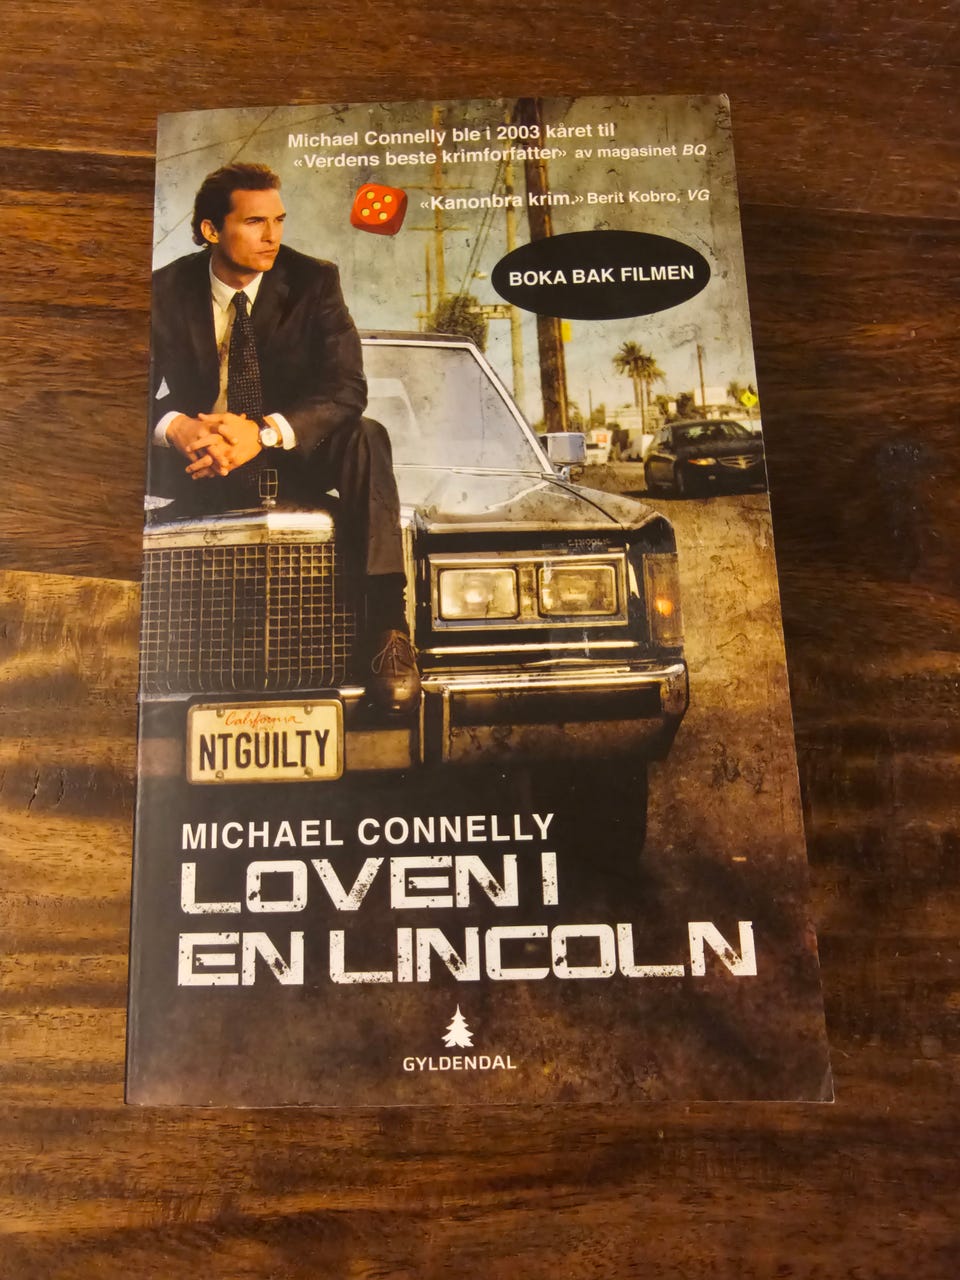 Michael Connelly ble i 2003 kåret til
«Verdens beste krimforfatter» av magasinet BQ
«Kanonbra krim.» Berit Kobro, VG
BOKA BAK FILMEN
LINCOLN
California
NTGUILTY
MICHAEL CONNELLY
LOVEN I
EN LINCOLN
GYLDENDAL